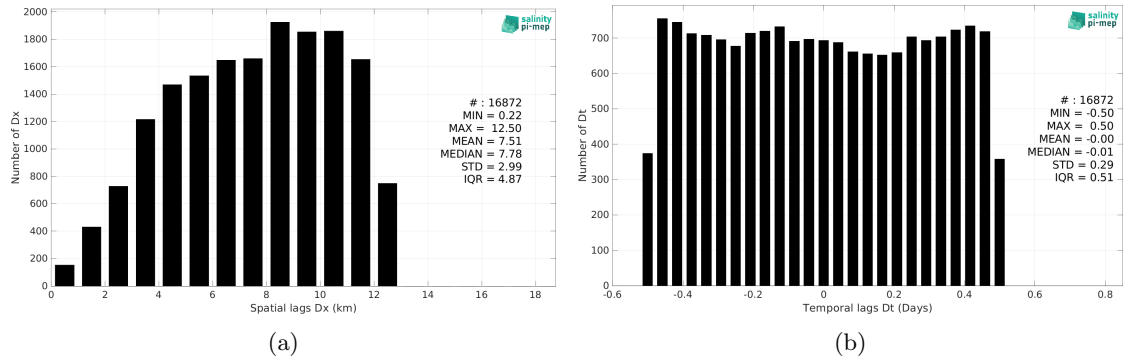 2000
1800
1600
1400
1200
1000
800
600
400
200
0
Number of Dx
0 2 4 6 8 10 12 14 16 18
Spatial lags Dx (km)
salinity
pi-mep
# : 16872
MIN = 0.22
MAX = 12.50
MEAN = 7.51
MEDIAN = 7.78
STD = 2.99
IQR = 4.87
(a)
700
600
500
400
300
200
100
0
Number of Dt
-0.6 -0.4 -0.2 0 0.2 0.4 0.6 0.8
Temporal lags Dt (Days)
salinity
pi-mep
# : 16872
MIN = -0.50
MAX = 0.50
MEAN = -0.00
MEDIAN = -0.01
STD = 0.29
IQR = 0.51
(b)